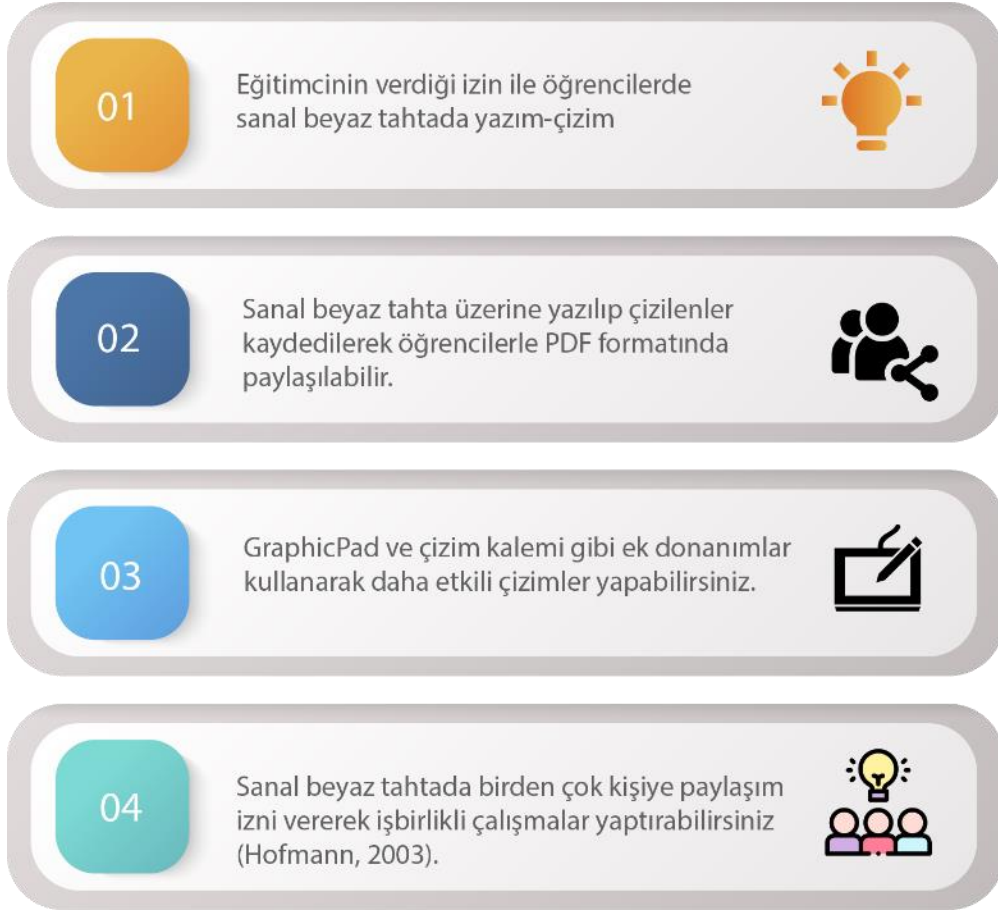 01
Eğitimcinin verdiği izin ile öğrencilerde
sanal beyaz tahtada yazım-çizim
02
Sanal beyaz tahta üzerine yazılıp çizilenler
kaydedilerek öğrencilerle PDF formatında
paylaşılabilir.
03
GraphicPad ve çizim kalemi gibi ek donanımlar
kullanarak daha etkili çizimler yapabilirsiniz.
04
Sanal beyaz tahtada birden çok kişiye paylaşım
izni vererek işbirlikli çalışmalar yaptırabilirsiniz
(Hofmann, 2003).